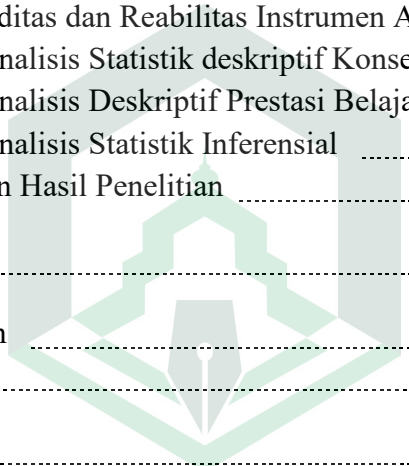 ditas dan Reabilitas Instrumen A
nalisis Statistik deskriptif Konse
nalisis Deskriptif Prestasi Belaja
nalisis Statistik Inferensial
n Hasil Penelitian
n